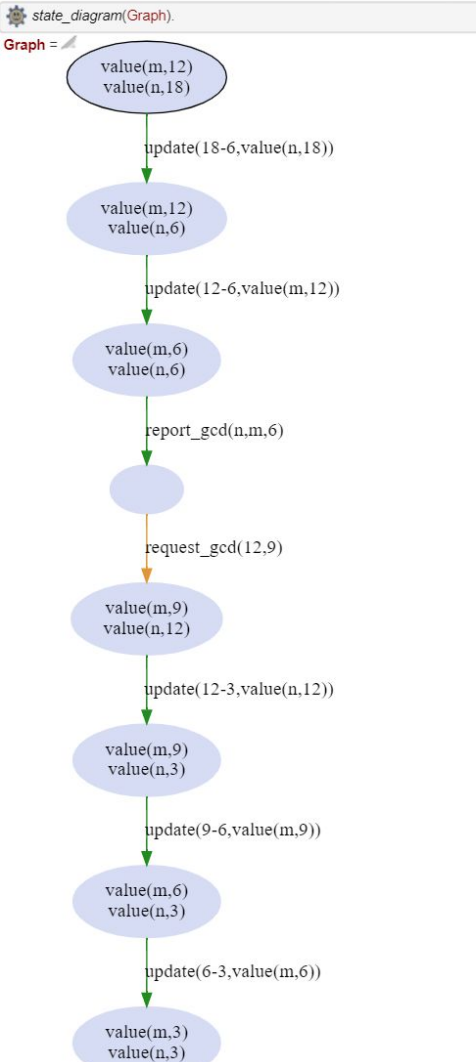 state_diagram(Graph).
Graph =
value(m,12)
value(n,18)
update(18-6,value(n,18))
value(m,12)
value(n,6)
update(12-6,value(m,12))
value(m,6)
value(n,6)
report_gcd(n,m,6)
request_gcd(12,9)
value(m,9)
value(n,12)
update(12-3,value(n,12))
value(m,9)
value(n,3)
update(9-6,value(m,9))
value(m,6)
value(n,3)
update(6-3,value(m,6))
value(m,3)
value(n,3)